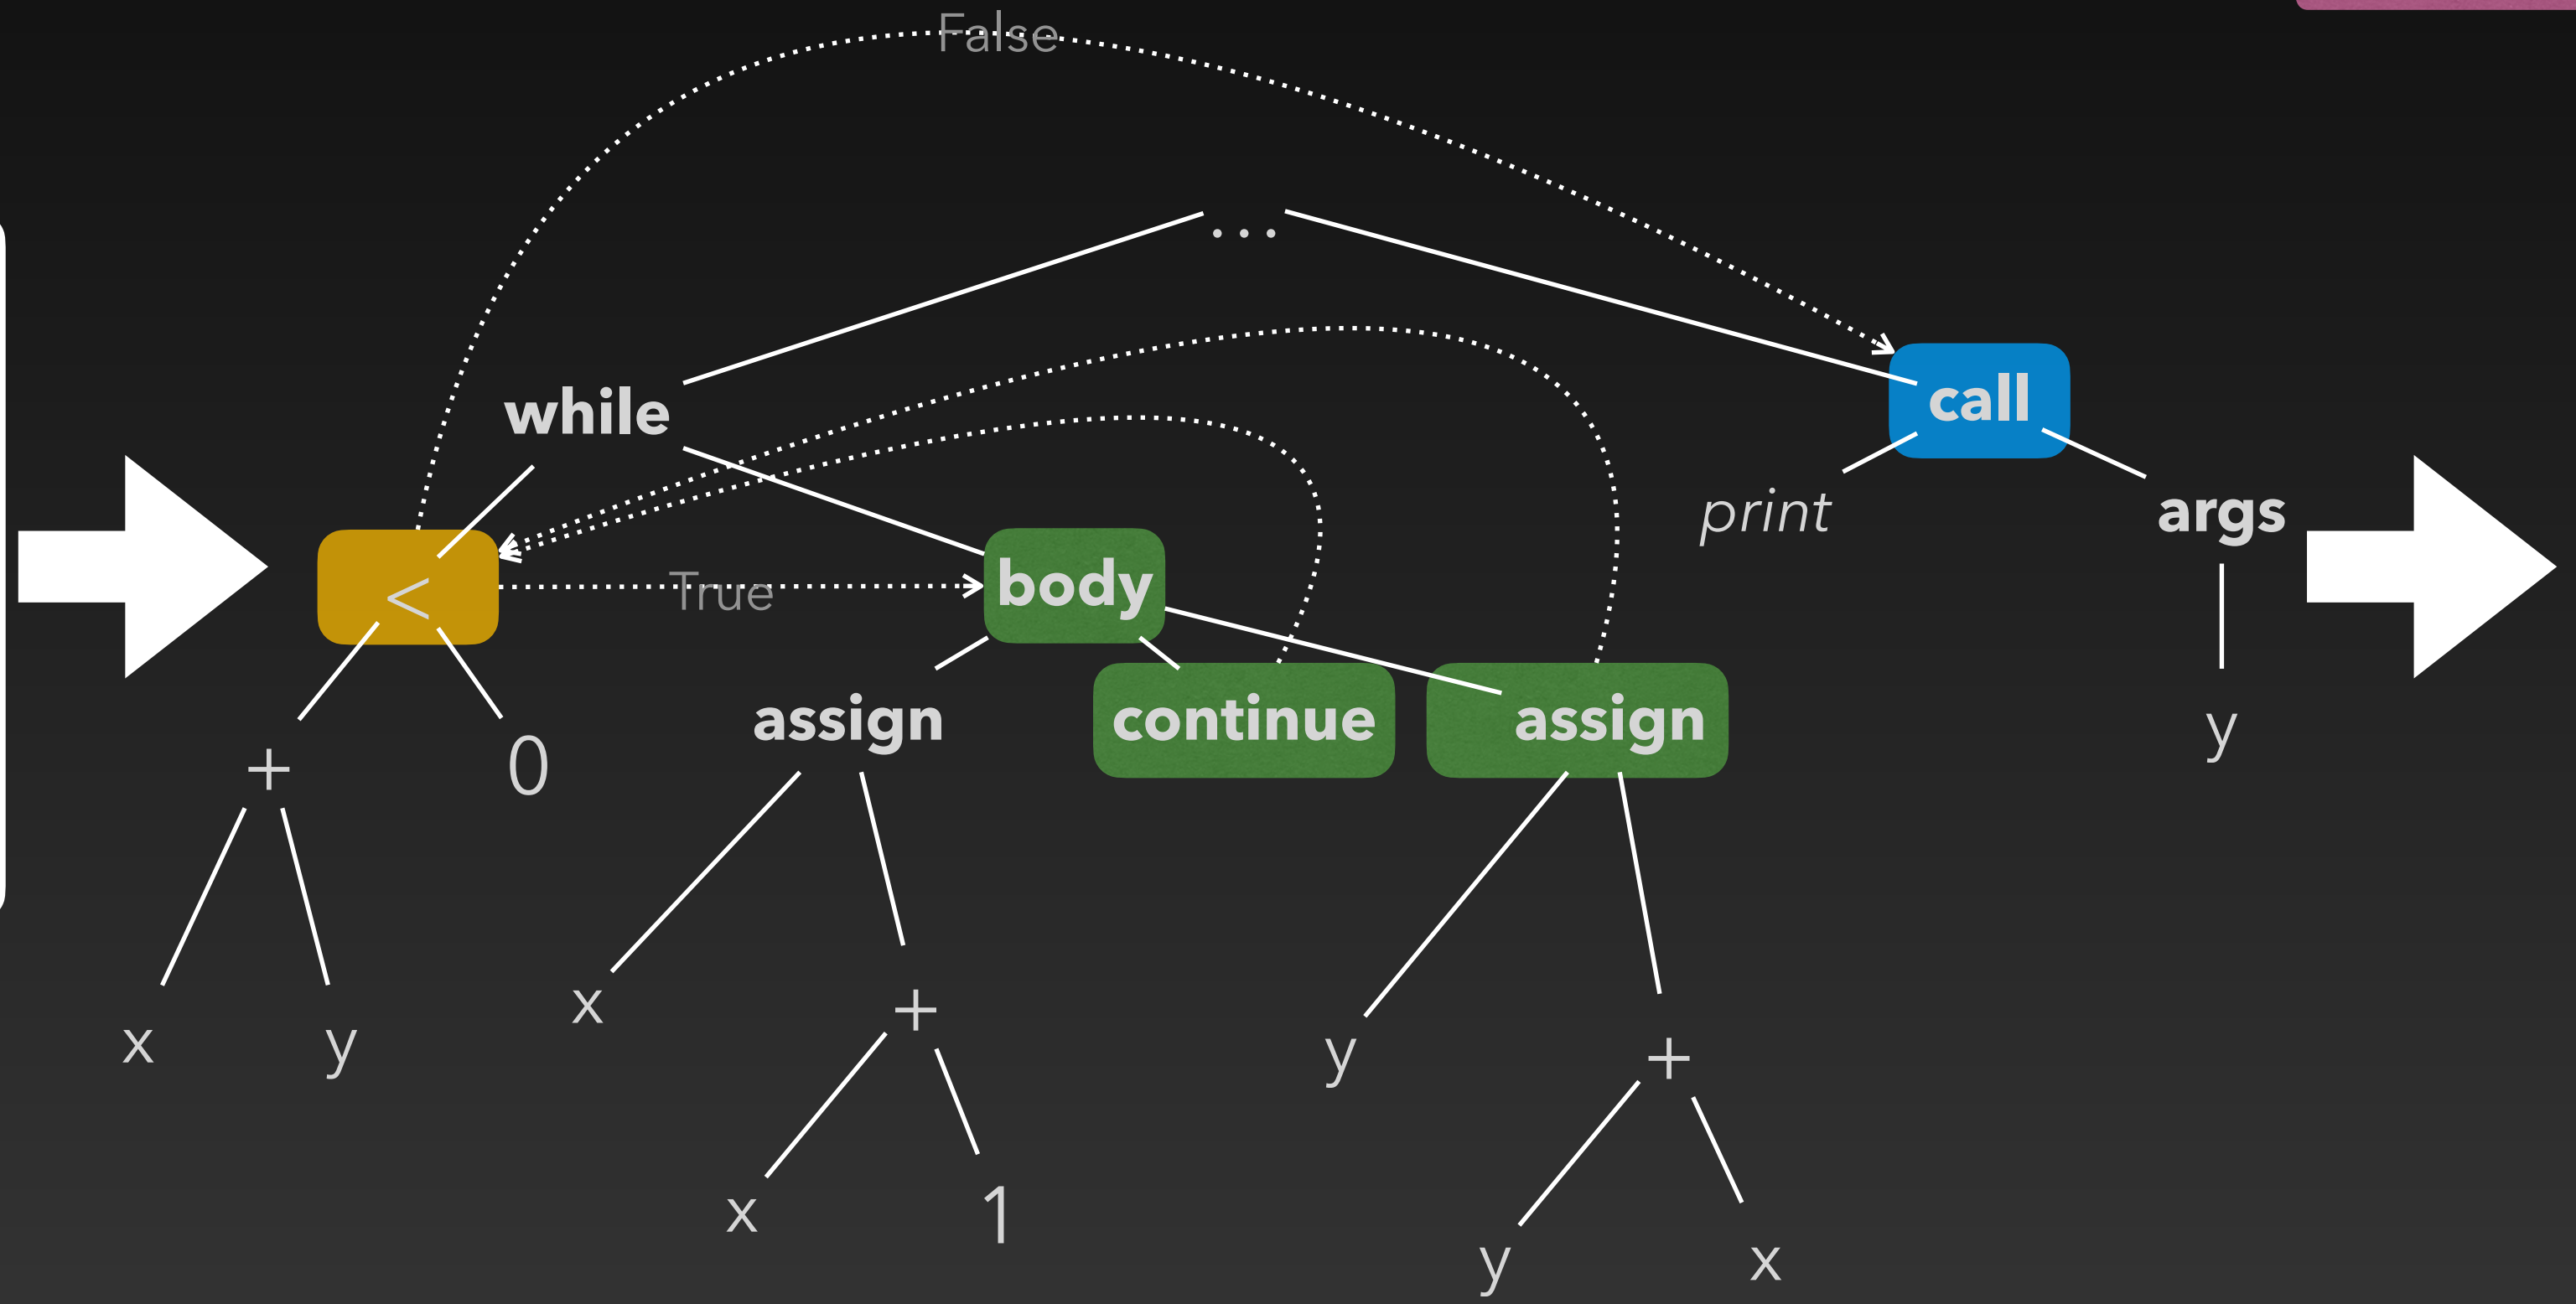 False
...
while
call
print
args
<
True
body
assign
continue
assign
y
+
0
x
y
x
+
y
+
x
1
y
x